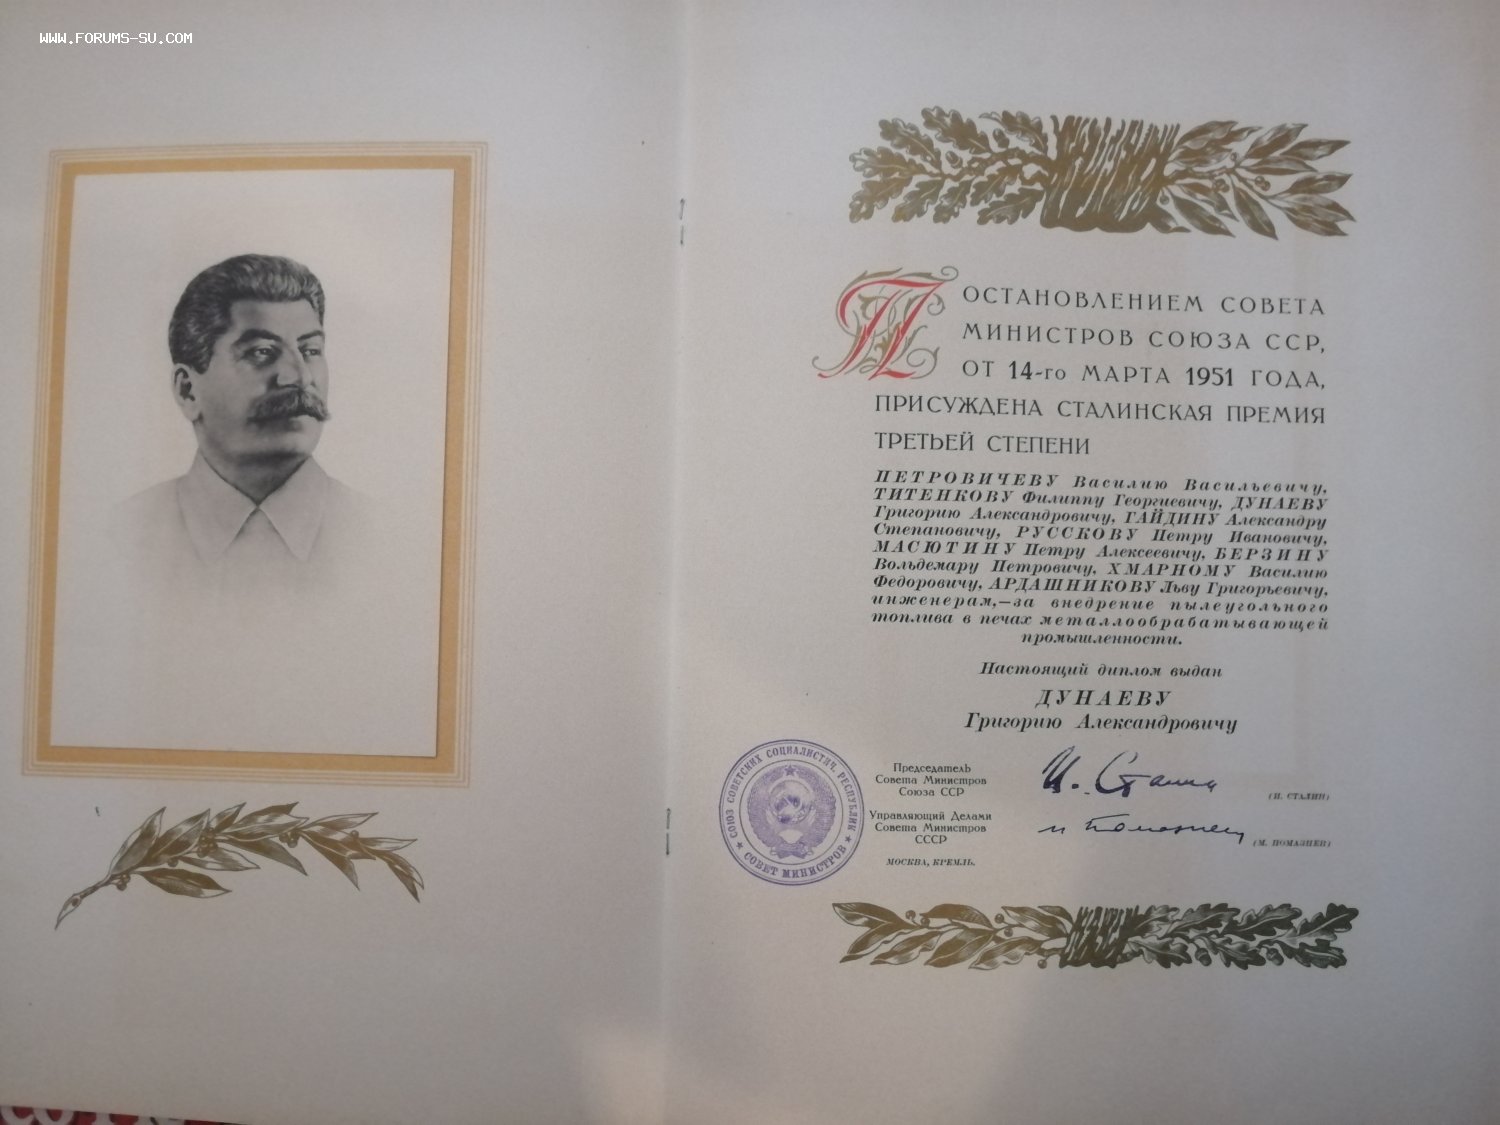 WWW.FORUMS-SU.COM
ПОСТАНОВЛЕНИЕМ СОВЕТА
МИНИСТРОВ СОЮЗА ССР,
ОТ 14-го МАРТА 1951 ГОДА,
ПРИСУЖДЕНА СТАЛИНСКАЯ ПРЕМИЯ
ТРЕТЬЕЙ СТЕПЕНИ
ПЕТРОВИЧЕВУ Василию Васильевичу,
ТИТЕНКОВУ Филиппу Георгиевичу, ДУНАЕВУ
Григорию Александровичу, ГАЙДИНУ Александру
Степановичу, РУССКОВУ Петру Ивановичу,
МАСЮТИНУ Петру Алексеевичу, БЕРЗИНУ
Вольдемару Петровичу, ХМАРНОМУ Василию
Федоровичу, АРДАШНИКОВУ Льву Григорьевичу,
инженерам,—за внедрение пылеугольного
топлива в печах металлообрабатывающей
промышленности.
Настоящий диплом выдан
ДУНАЕВУ
Григорию Александровичу
Председатель
Совета Министров
Союза ССР
И. Сталин
(И. СТАЛИН)
Управляющий Делами
Совета Министров
СССР
М Помазнев
(М. ПОМАЗНЕВ)
МОСКВА, КРЕМЛЬ.
СОЮЗ СОВЕТСКИХ СОЦИАЛИСТИЧ. РЕСПУБЛИК
СОВЕТ МИНИСТРОВ